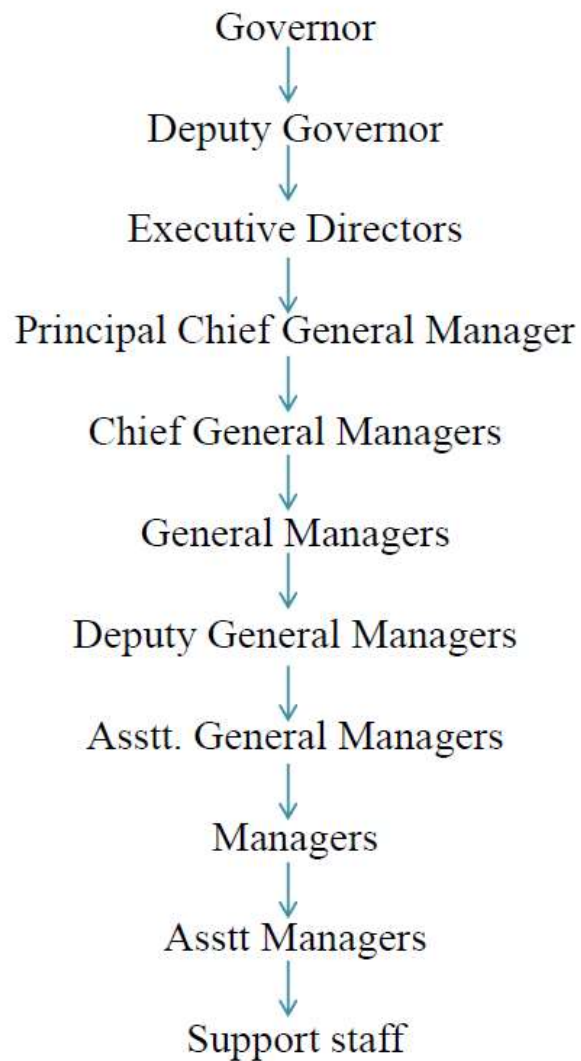 Governor
Deputy Governor
Executive Directors
Principal Chief General Manager
Chief General Managers
General Managers
Deputy General Managers
Asstt. General Managers
Managers
Asstt Managers
Support staff